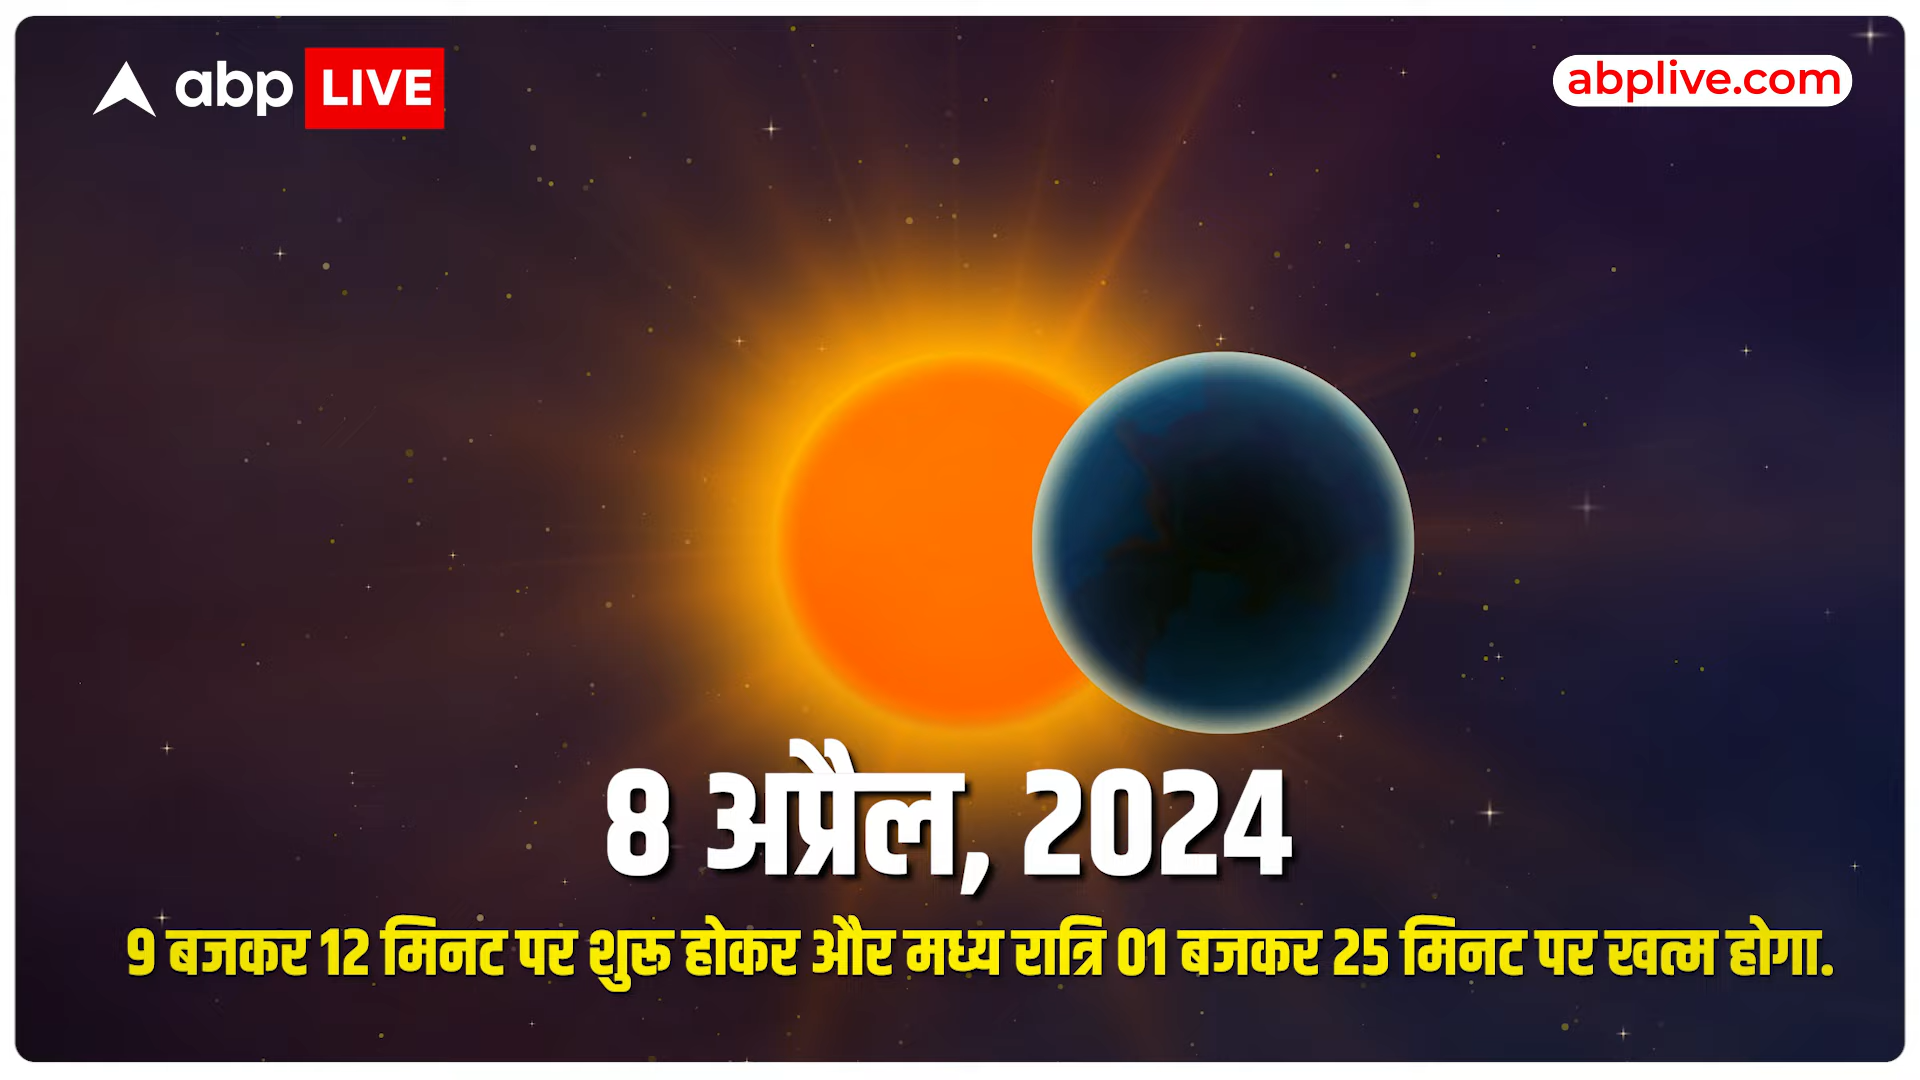 abp LIVE
abplive.com
8 अप्रैल, 2024
9 बजकर 12 मिनट पर शुरू होकर और मध्य रात्रि 01 बजकर 25 मिनट पर खत्म होगा.